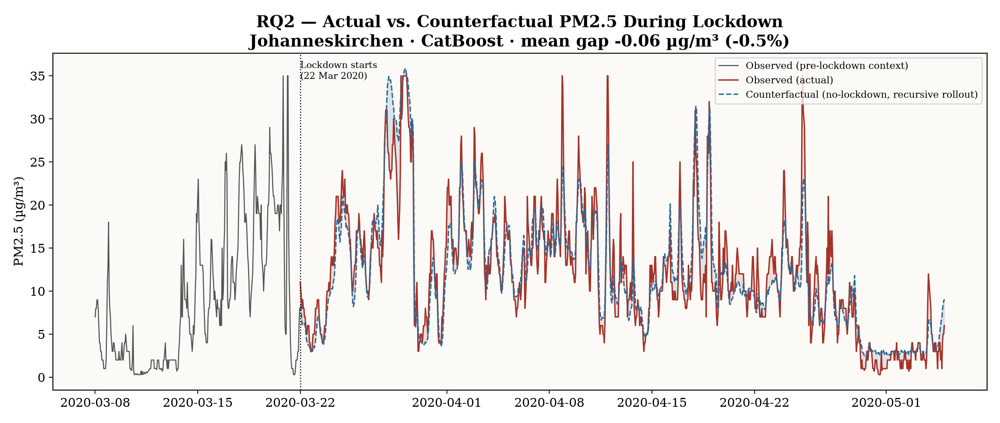 RQ2 — Actual vs. Counterfactual PM2.5 During Lockdown
Johanneskirchen · CatBoost · mean gap -0.06 µg/m³ (-0.5%)
Lockdown starts
(22 Mar 2020)
Observed (pre-lockdown context)
Observed (actual)
Counterfactual (no-lockdown, recursive rollout)
PM2.5 (µg/m³)
35
30
25
20
15
10
5
0
2020-03-08
2020-03-15
2020-03-22
2020-04-01
2020-04-08
2020-04-15
2020-04-22
2020-05-01